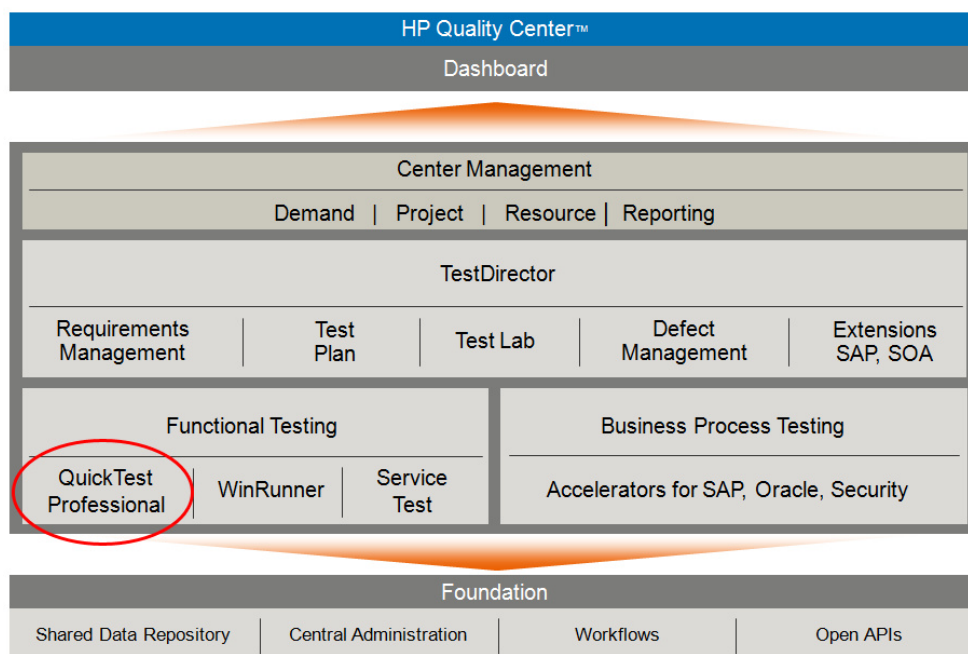 HP Quality Center™
Dashboard
Center Management
Demand | Project | Resource | Reporting
TestDirector
Requirements
Management
Test
Plan
Test Lab
Defect
Management
Extensions
SAP, SOA
Functional Testing
QuickTest
Professional
WinRunner
Service
Test
Business Process Testing
Accelerators for SAP, Oracle, Security
Foundation
Shared Data Repository
Central Administration
Workflows
Open APIs